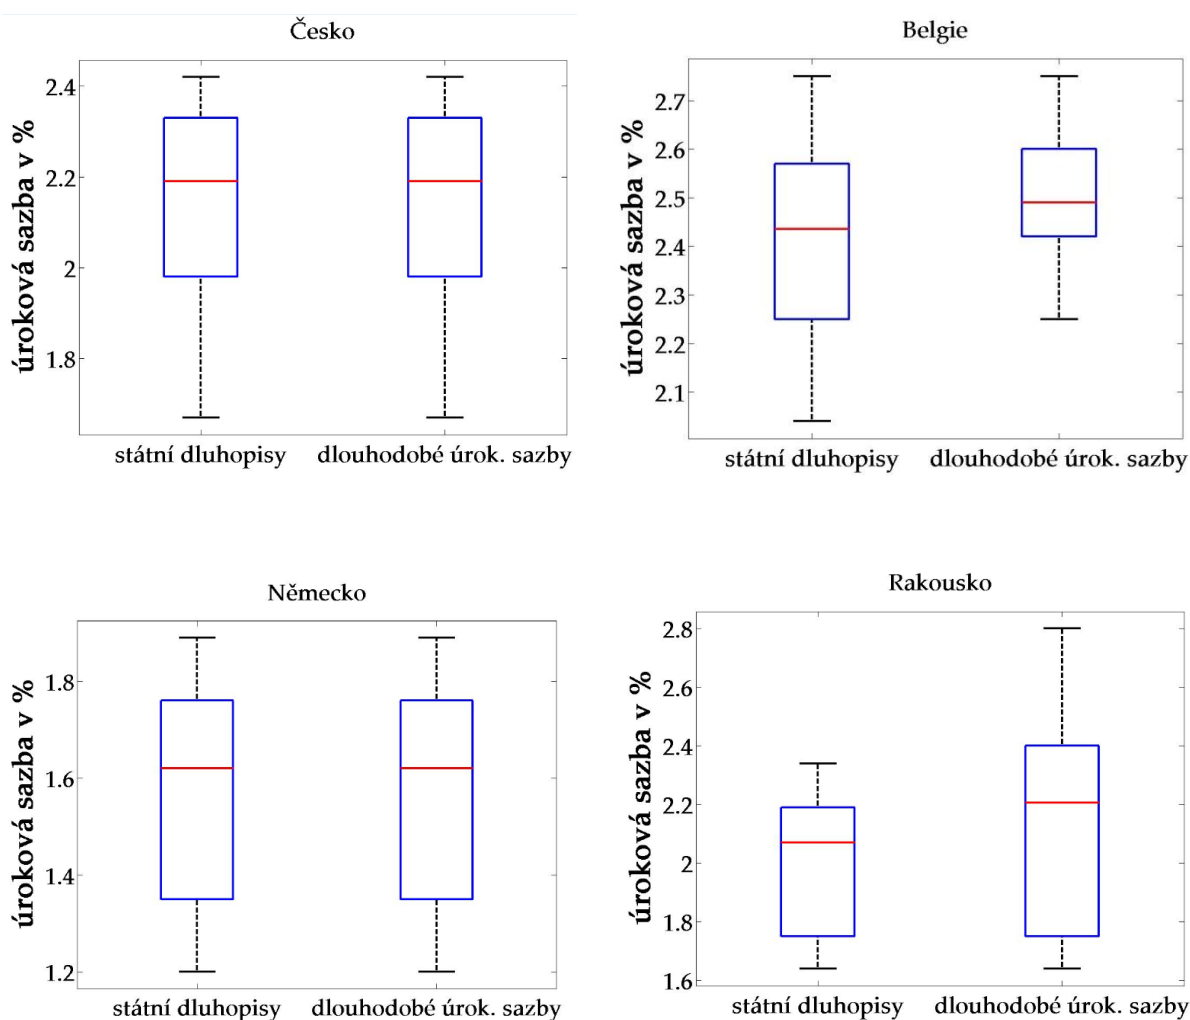 Česko
úroková sazba v %
2.4
2.2
2
1.8
státní dluhopisy dlouhodobé úrok. sazby
Belgie
úroková sazba v %
2.7
2.6
2.5
2.4
2.3
2.2
2.1
státní dluhopisy dlouhodobé úrok. sazby
Německo
úroková sazba v %
1.8
1.6
1.4
1.2
státní dluhopisy dlouhodobé úrok. sazby
Rakousko
úroková sazba v %
2.8
2.6
2.4
2.2
2
1.8
1.6
státní dluhopisy dlouhodobé úrok. sazby